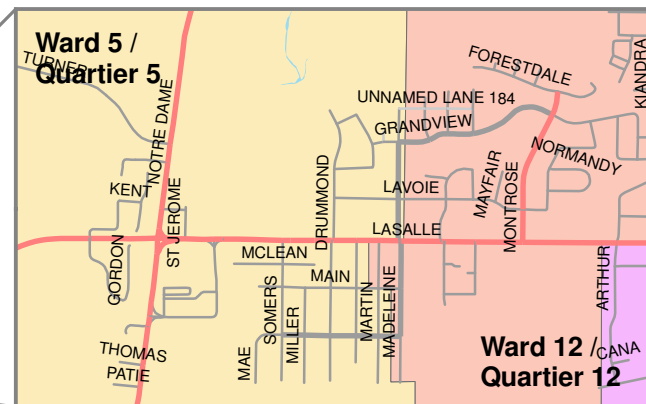 Ward 5 /
Quartier 5
TURNER
FORESTDALE
KIANDRA
UNNAMED LANE 184
GRANDVIEW
NOTRE DAME
NORMANDY
KENT
DRUMMOND
LAVOIE
MAYFAIR
MONTROSE
ST JEROME
LASALLE
GORDON
MCLEAN
MAIN
ARTHUR
SOMERS
MILLER
MARTIN
MADELEINE
MAE
THOMAS
PATIE
Ward 12 /
Quartier 12
CANA